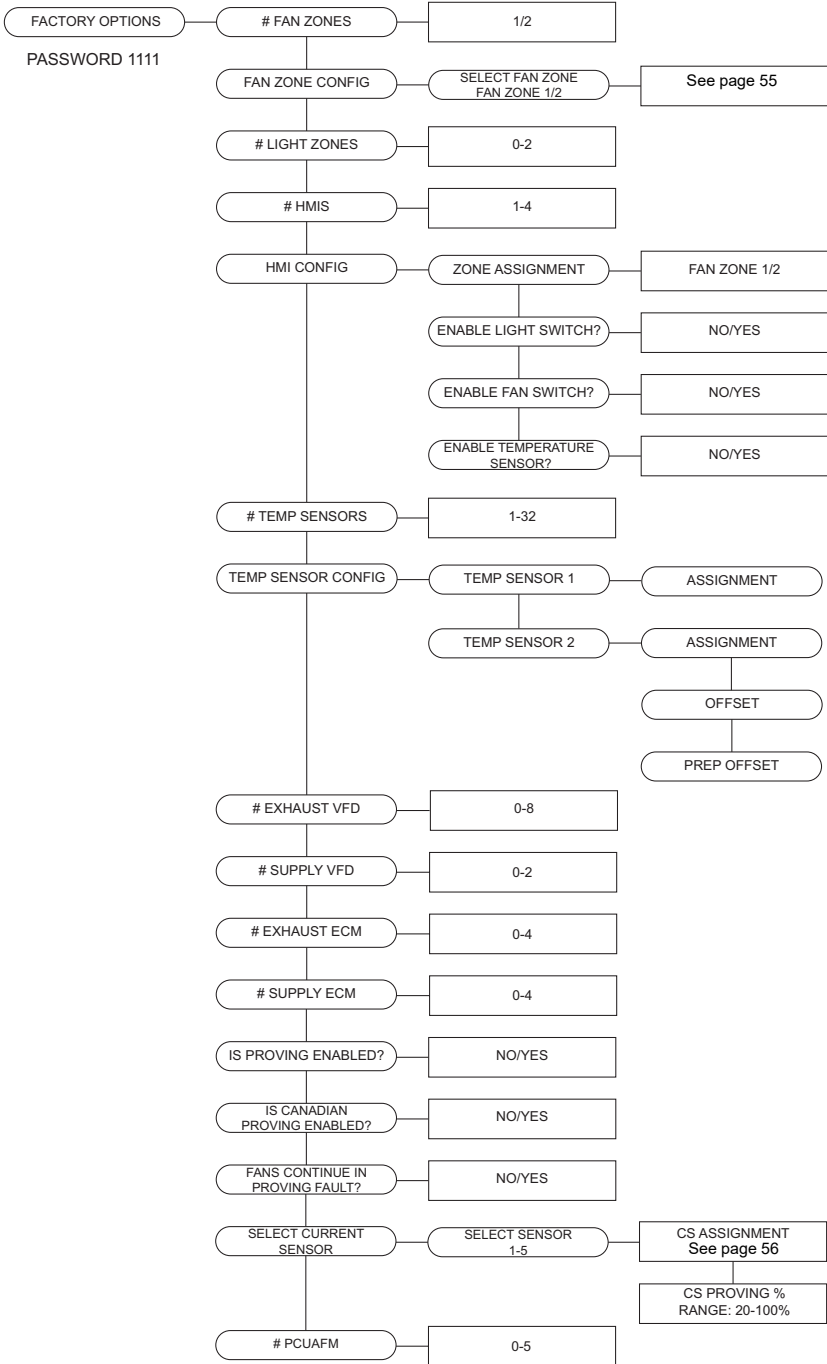 FACTORY OPTIONS
# FAN ZONES
1/2
PASSWORD 1111
FAN ZONE CONFIG
SELECT FAN ZONE
FAN ZONE 1/2
See page 55
# LIGHT ZONES
0-2
# HMIS
1-4
HMI CONFIG
ZONE ASSIGNMENT
FAN ZONE 1/2
ENABLE LIGHT SWITCH?
NO/YES
ENABLE FAN SWITCH?
NO/YES
ENABLE TEMPERATURE
SENSOR?
NO/YES
# TEMP SENSORS
1-32
TEMP SENSOR CONFIG
TEMP SENSOR 1
ASSIGNMENT
TEMP SENSOR 2
ASSIGNMENT
OFFSET
PREP OFFSET
# EXHAUST VFD
0-8
# SUPPLY VFD
0-2
# EXHAUST ECM
0-4
# SUPPLY ECM
0-4
IS PROVING ENABLED?
NO/YES
IS CANADIAN
PROVING ENABLED?
NO/YES
FANS CONTINUE IN
PROVING FAULT?
NO/YES
SELECT CURRENT
SENSOR
SELECT SENSOR
1-5
CS ASSIGNMENT
See page 56
CS PROVING %
RANGE: 20-100%
# PCUAFM
0-5